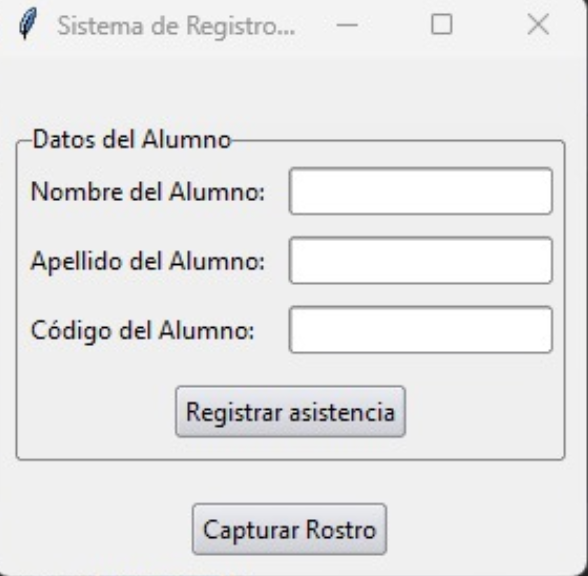 Sistema de Registro...
Datos del Alumno
Nombre del Alumno:
Apellido del Alumno:
Código del Alumno:
Registrar asistencia
Capturar Rostro